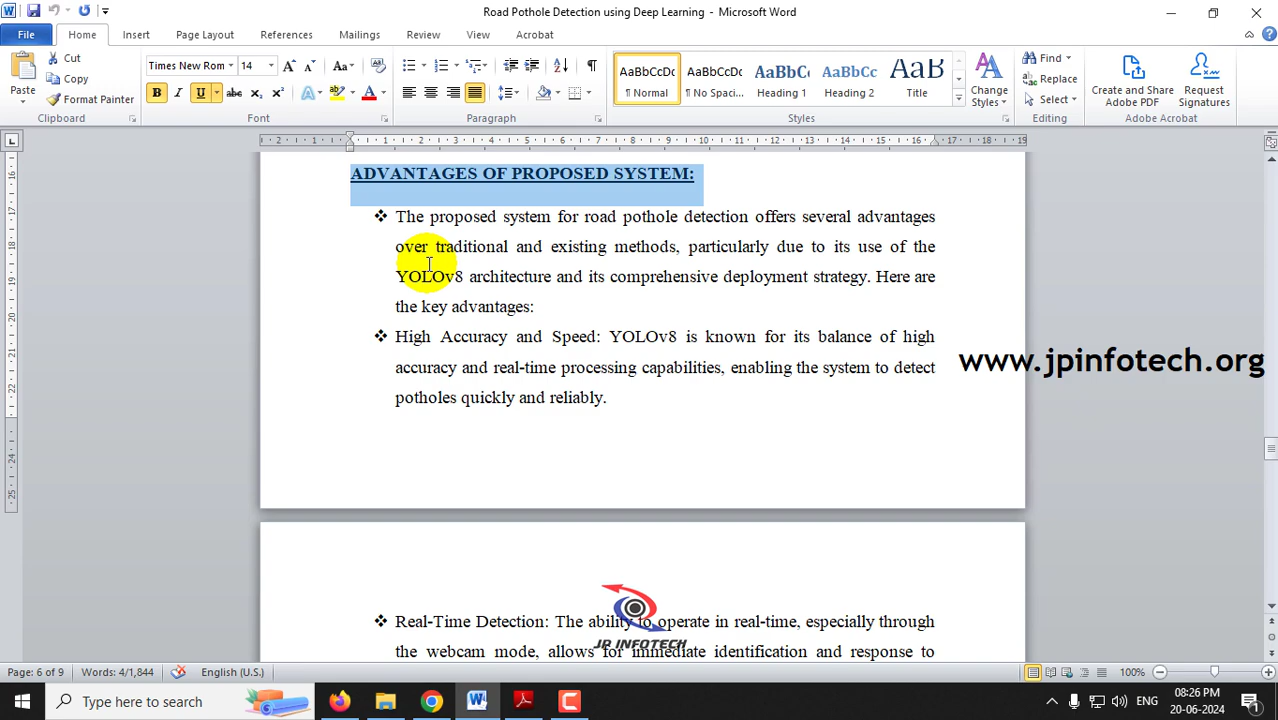 Road Pothole Detection using Deep Learning - Microsoft Word
File Home Insert Page Layout References Mailings Review View Acrobat
Paste Cut Copy Format Painter
Clipboard
Times New Rom 14
Font
Paragraph
AaBbCcDc AaBbCcDc AaBbCc AaBbCc AaB
¶ Normal ¶ No Spaci... Heading 1 Heading 2 Title
Change Styles
Styles
Find Replace Select
Editing
Create and Share Adobe PDF
Request Signatures
Adobe Acrobat
ADVANTAGES OF PROPOSED SYSTEM:
❖ The proposed system for road pothole detection offers several advantages
over traditional and existing methods, particularly due to its use of the
YOLOv8 architecture and its comprehensive deployment strategy. Here are
the key advantages:
❖ High Accuracy and Speed: YOLOv8 is known for its balance of high
accuracy and real-time processing capabilities, enabling the system to detect
potholes quickly and reliably.
www.jpinfotech.org
❖ Real-Time Detection: The ability to operate in real-time, especially through
the webcam mode, allows for immediate identification and response to
JP INFOTECH
Page: 6 of 9 Words: 4/1,844 English (U.S.) 100%
Type here to search
ENG 08:26 PM
20-06-2024